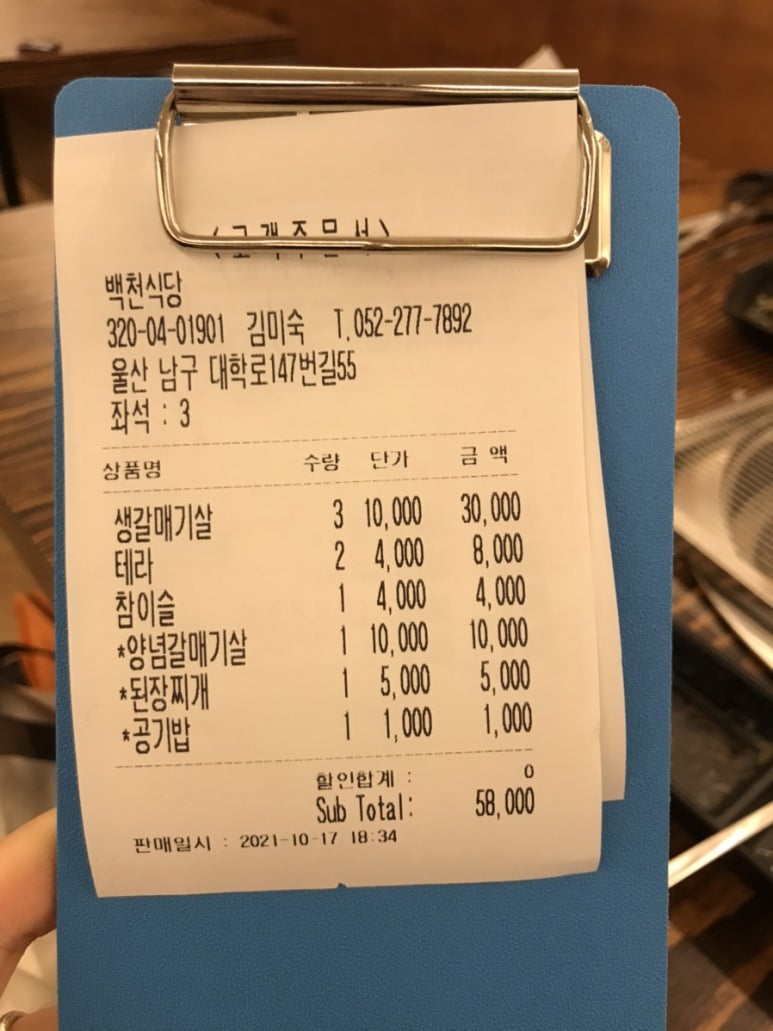 <고객주문서>
백천식당
320-04-01901 김미숙 T.052-277-7892
울산 남구 대학로147번길55
좌석 : 3
상품명 수량 단가 금 액
생갈매기살 3 10,000 30,000
테라 2 4,000 8,000
참이슬 1 4,000 4,000
*양념갈매기살 1 10,000 10,000
*된장찌개 1 5,000 5,000
*공기밥 1 1,000 1,000
할인합계 : 0
Sub Total: 58,000
판매일시 : 2021-10-17 18:34